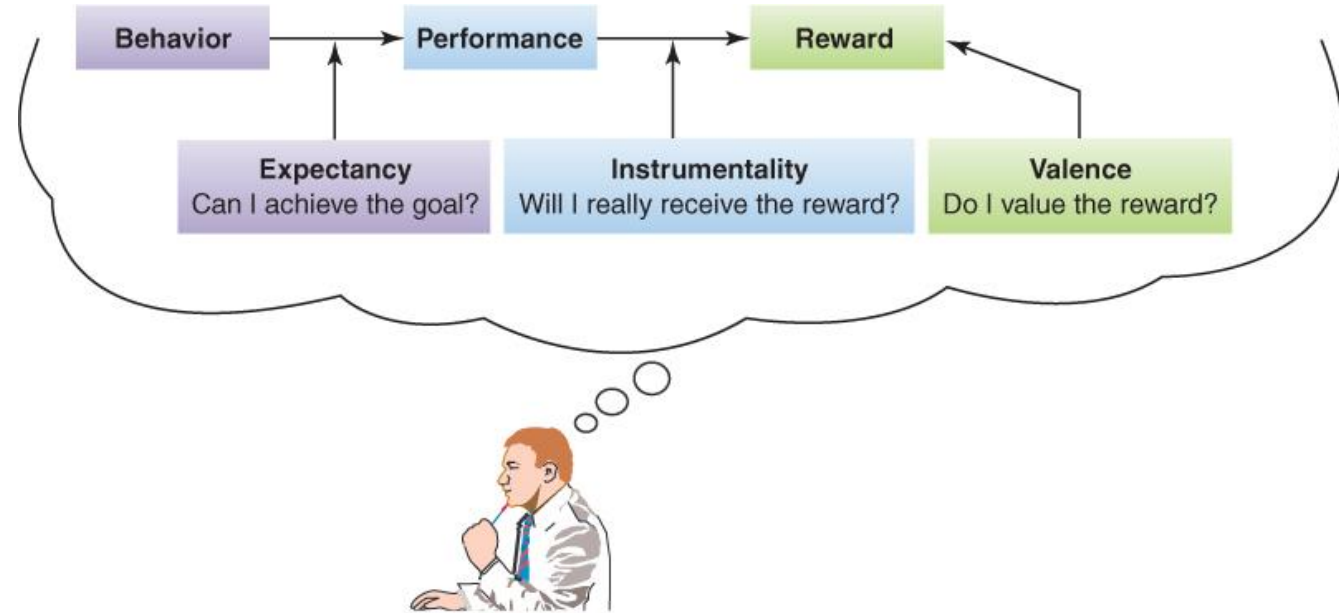 Behavior
Performance
Reward
Expectancy
Can I achieve the goal?
Instrumentality
Will I really receive the reward?
Valence
Do I value the reward?